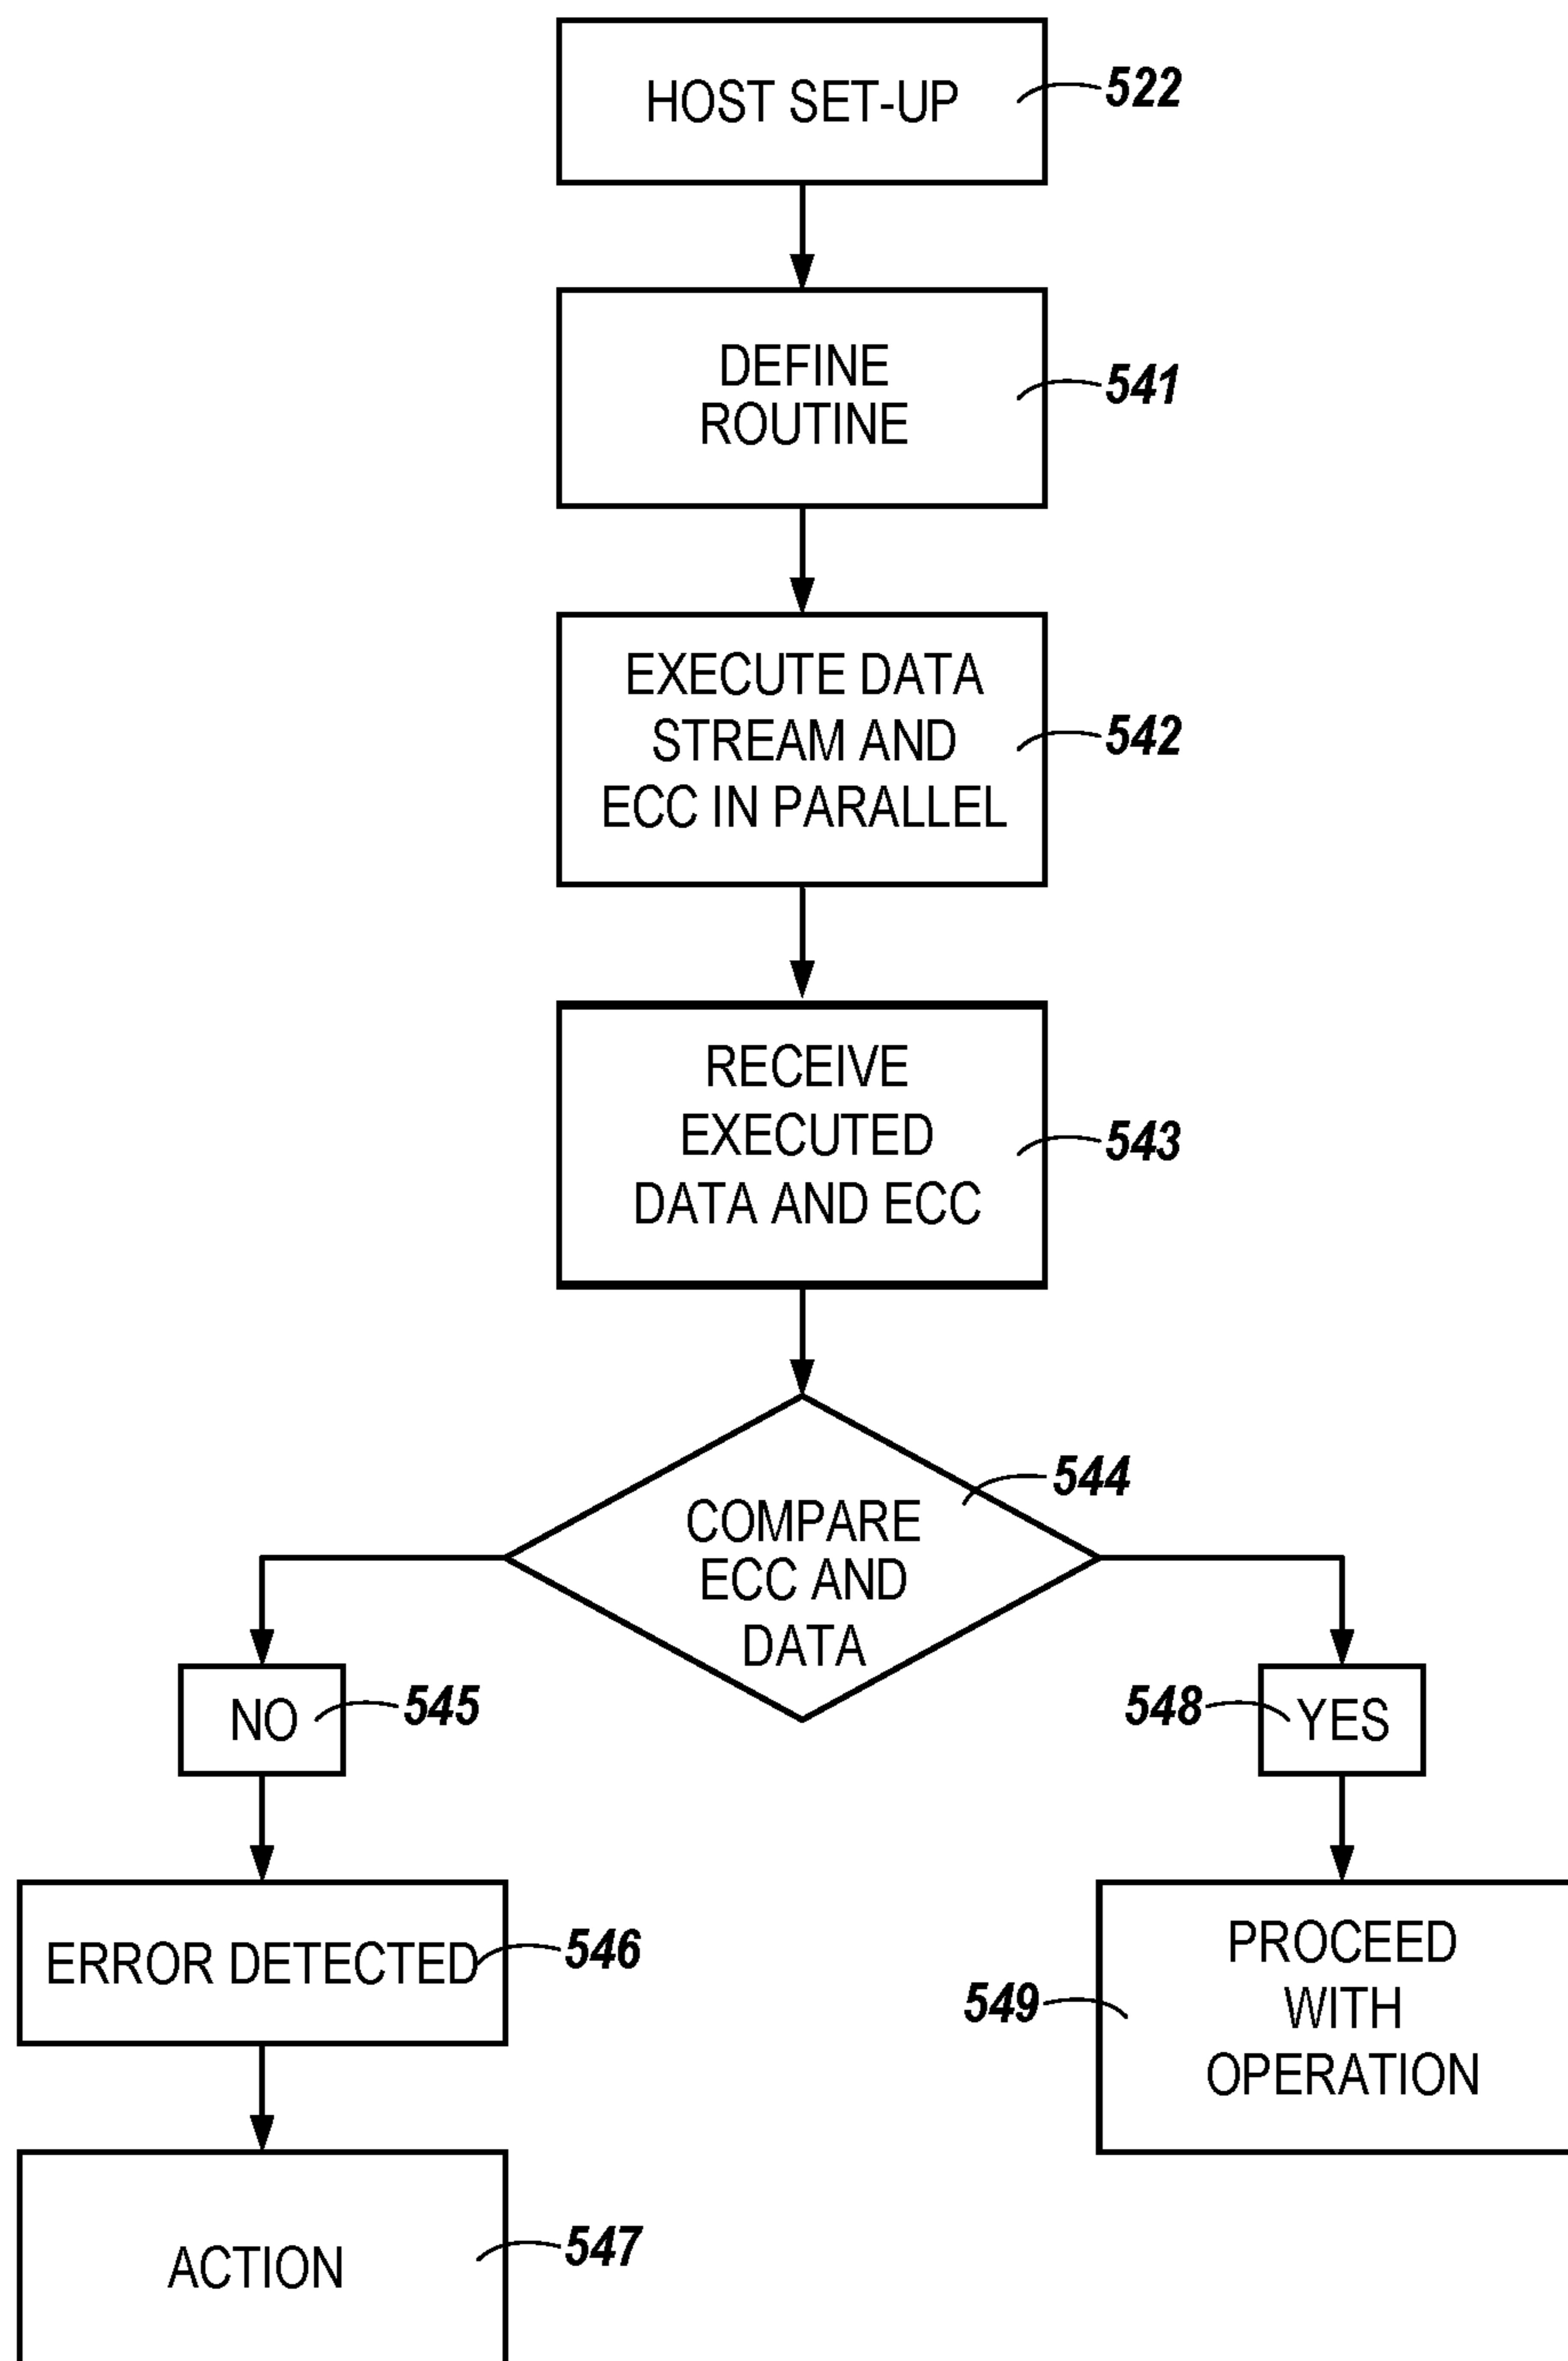 HOST SET-UP
522
DEFINE
ROUTINE
541
EXECUTE DATA
STREAM AND
ECC IN PARALLEL
542
RECEIVE
EXECUTED
DATA AND ECC
543
COMPARE
ECC AND
DATA
544
NO
545
548
YES
ERROR DETECTED
546
549
PROCEED
WITH
OPERATION
ACTION
547